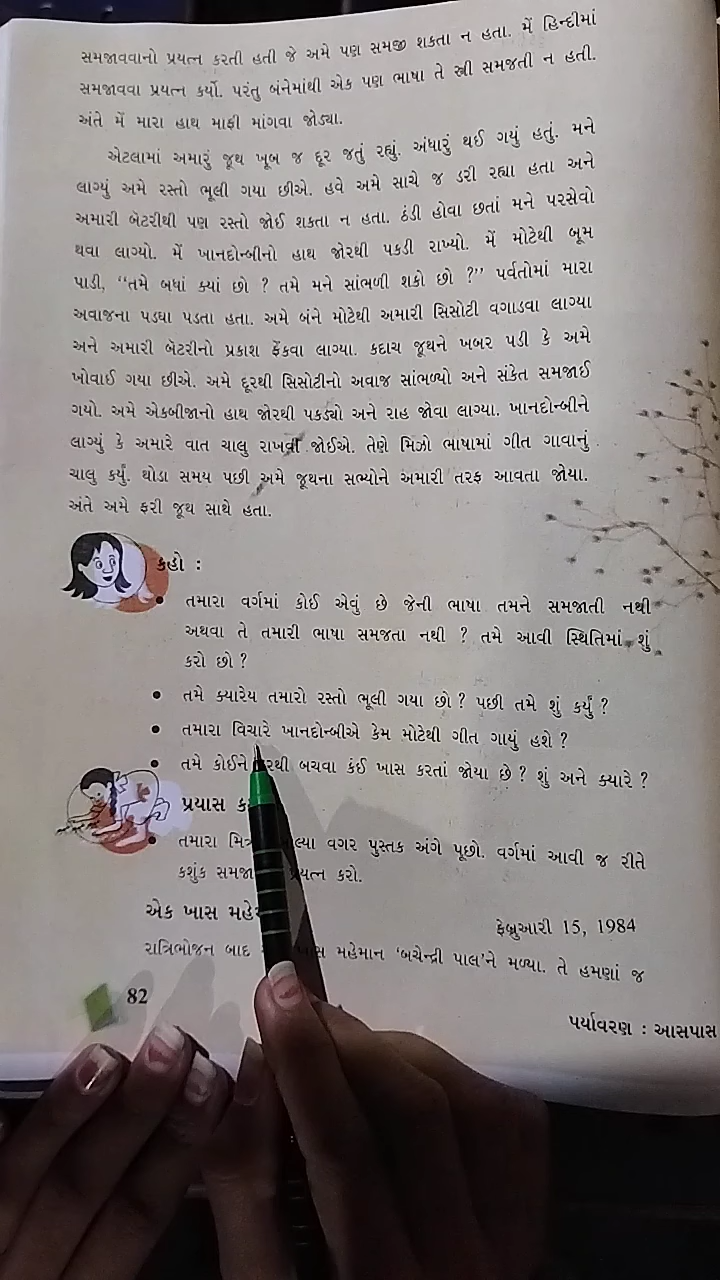 સમજાવવાનો પ્રયત્ન કરતી હતી જે અમે પણ સમજી શકતા ન હતા. મેં હિન્દીમાં
સમજાવવા પ્રયત્ન કર્યો. પરંતુ બંનેમાંથી એક પણ ભાષા તે સ્ત્રી સમજતી ન હતી.
અંતે મેં મારા હાથ માફી માંગવા જોડ્યા.
એટલામાં અમારું જૂથ ખૂબ જ દૂર જતું રહ્યું. અંધારું થઈ ગયું હતું. મને
લાગ્યું અમે રસ્તો ભૂલી ગયા છીએ. હવે અમે સાચે જ ડરી રહ્યા હતા અને
અમારી બેટરીથી પણ રસ્તો જોઈ શકતા ન હતા. ઠંડી હોવા છતાં મને પરસેવો
થવા લાગ્યો. મેં ખાનદોન્બીનો હાથ જોરથી પકડી રાખ્યો. મેં મોટેથી બૂમ
પાડી, “તમે બધાં ક્યાં છો ? તમે મને સાંભળી શકો છો ?” પર્વતોમાં મારા
અવાજના પડઘા પડતા હતા. અમે બંને મોટેથી અમારી સિસોટી વગાડવા લાગ્યા
અને અમારી બૅટરીનો પ્રકાશ ફેંકવા લાગ્યા. કદાચ જૂથને ખબર પડી કે અમે
ખોવાઈ ગયા છીએ. અમે દૂરથી સિસોટીનો અવાજ સાંભળ્યો અને સંકેત સમજાઈ
ગયો. અમે એકબીજાનો હાથ જોરથી પકડ્યો અને રાહ જોવા લાગ્યા. ખાનદોન્બીને
લાગ્યું કે અમારે વાત ચાલુ રાખવી જોઈએ. તેણે મિઝો ભાષામાં ગીત ગાવાનું
ચાલુ કર્યું. થોડા સમય પછી અમે જૂથના સભ્યોને અમારી તરફ આવતા જોયા.
અંતે અમે ફરી જૂથ સાથે હતા.
કહો :
• તમારા વર્ગમાં કોઈ એવું છે જેની ભાષા તમને સમજાતી નથી
અથવા તે તમારી ભાષા સમજતા નથી ? તમે આવી સ્થિતિમાં શું
કરો છો ?
• તમે ક્યારેય તમારો રસ્તો ભૂલી ગયા છો ? પછી તમે શું કર્યું ?
• તમારા વિચારે ખાનદોન્બીએ કેમ મોટેથી ગીત ગાયું હશે ?
• તમે કોઈને બચવા કંઈ ખાસ કરતાં જોયા છે ? શું અને ક્યારે ?
પ્રયાસ
• તમારા વગર પુસ્તક અંગે પૂછો. વર્ગમાં આવી જ રીતે
કશુંક કરો.
એક ખાસ
ફેબ્રુઆરી 15, 1984
રાત્રિભોજન બાદ મહેમાન ‘બચેન્દ્રી પાલ’ને મળ્યા. તે હમણાં જ
82
પર્યાવરણ : આસપાસ